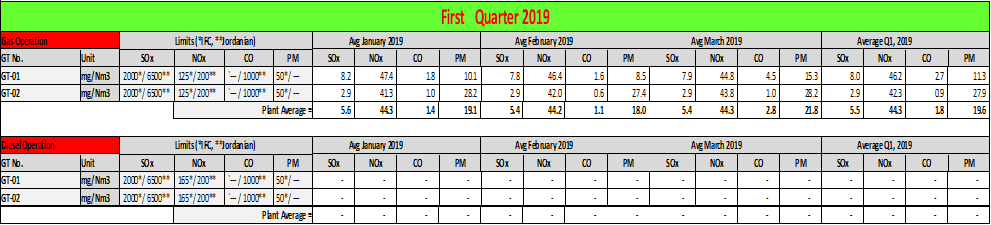 First Quarter 2019
Gas Operation Limits (*IFC, **Jordanian) Avg January 2019 Avg February 2019 Avg March 2019 Average Q1, 2019
GT No. Unit SOx NOx CO PM SOx NOx CO PM SOx NOx CO PM SOx NOx CO PM SOx NOx CO PM
GT-01 mg/Nm3 2000*/ 6500** 125*/200** `--- / 1000** 50*/ --- 8.2 47.4 1.8 10.1 7.8 46.4 1.6 8.5 7.9 44.8 4.5 15.3 8.0 46.2 2.7 11.3
GT-02 mg/Nm3 2000*/ 6500** 125*/200** `--- / 1000** 50*/ --- 2.9 41.3 1.0 28.2 2.9 42.0 0.6 27.4 2.9 43.8 1.0 28.2 2.9 42.3 0.9 27.9
Plant Average = 5.6 44.3 1.4 19.1 5.4 44.2 1.1 18.0 5.4 44.3 2.8 21.8 5.5 44.3 1.8 19.6
Diesel Operation Limits (*IFC, **Jordanian) Avg January 2019 Avg February 2019 Avg March 2019 Average Q1, 2019
GT No. Unit SOx NOx CO PM SOx NOx CO PM SOx NOx CO PM SOx NOx CO PM SOx NOx CO PM
GT-01 mg/Nm3 2000*/ 6500** 165*/200** `--- / 1000** 50*/ --- - - - - - - - - - - - - - - - -
GT-02 mg/Nm3 2000*/ 6500** 165*/200** `--- / 1000** 50*/ --- - - - - - - - - - - - - - - - -
Plant Average = - - - - - - - - - - - - - - - -